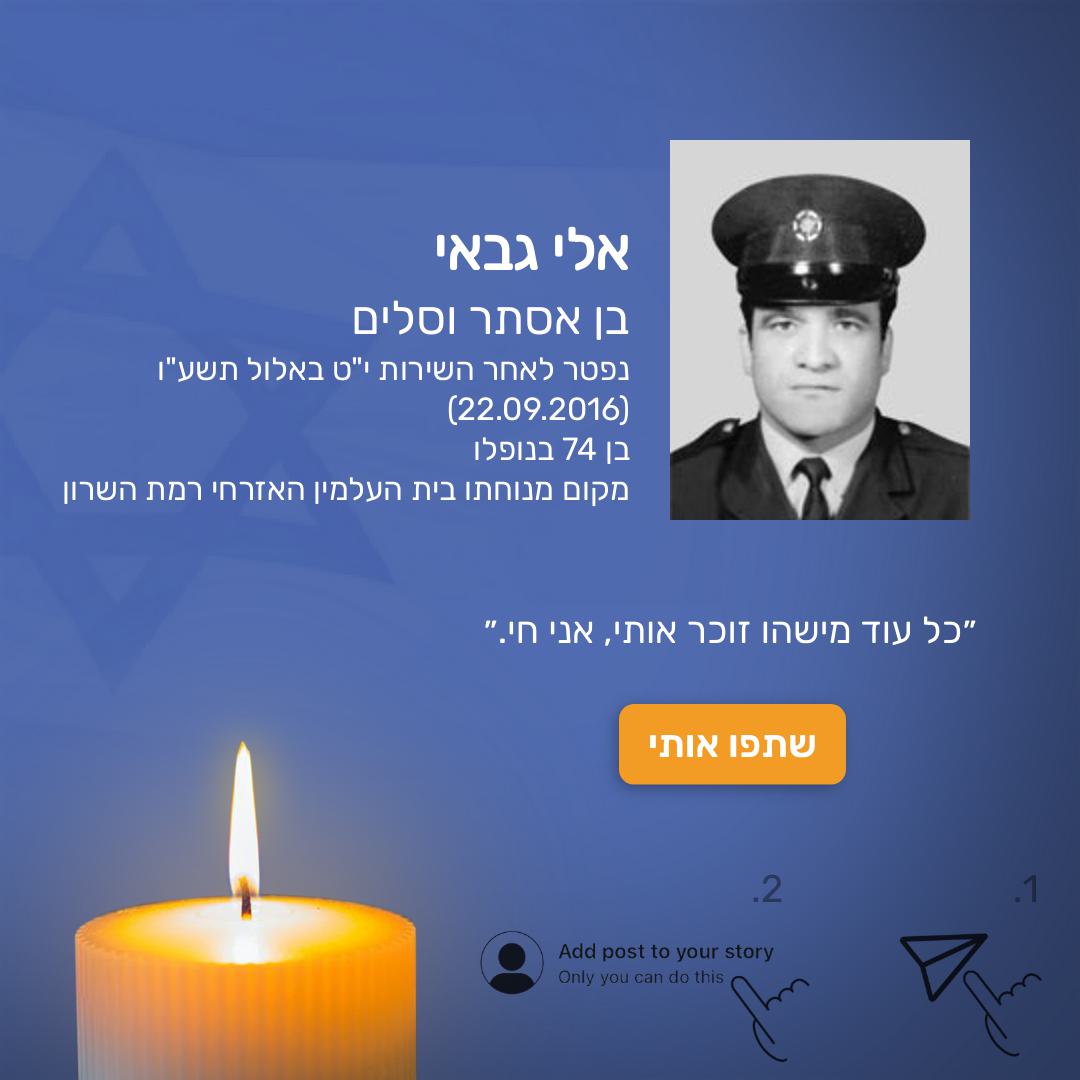 אלי גבאי
בן אסתר וסלים
נפטר לאחר השירות י"ט באלול תשע"ו
(22.09.2016)
בן 74 בנופלו
מקום מנוחתו בית העלמין האזרחי רמת השרון
״כל עוד מישהו זוכר אותי, אני חי.״
שתפו אותי
1.
2.
Add post to your story
Only you can do this